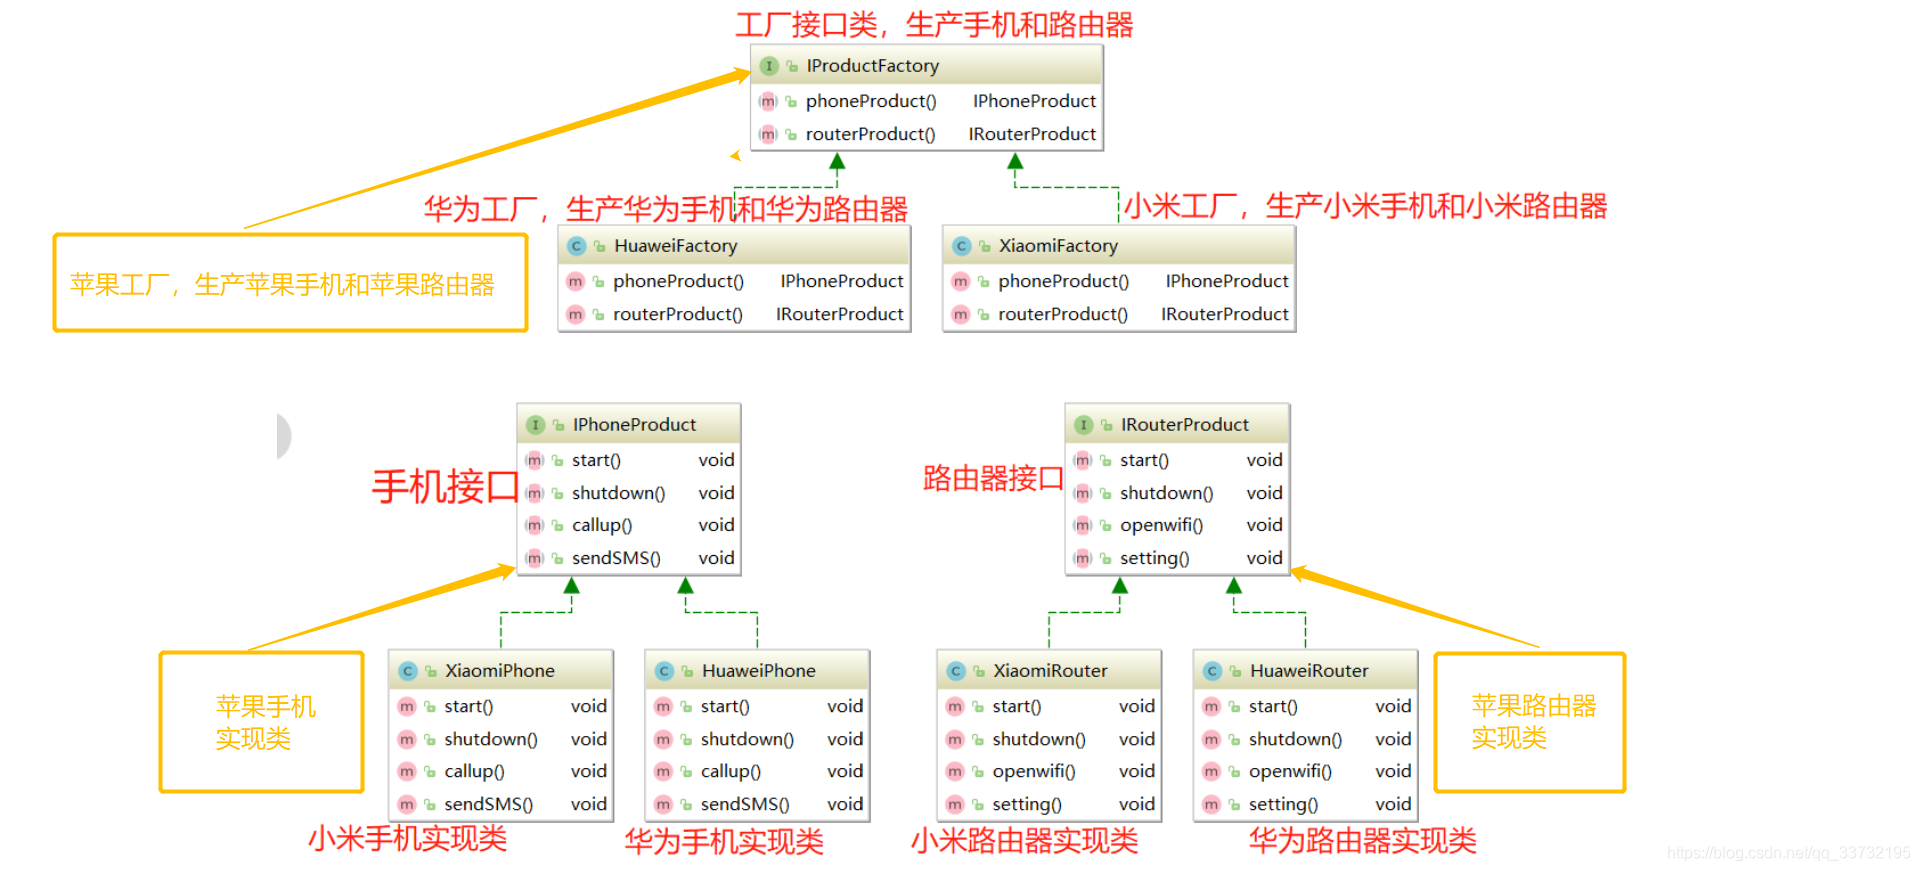 工厂接口类，生产手机和路由器
I IProductFactory
m phoneProduct() IPhoneProduct
m routerProduct() IRouterProduct
华为工厂，生产华为手机和华为路由器
小米工厂，生产小米手机和小米路由器
苹果工厂，生产苹果手机和苹果路由器
C HuaweiFactory
m phoneProduct() IPhoneProduct
m routerProduct() IRouterProduct
C XiaomiFactory
m phoneProduct() IPhoneProduct
m routerProduct() IRouterProduct
手机接口
I IPhoneProduct
m start() void
m shutdown() void
m callup() void
m sendSMS() void
路由器接口
I IRouterProduct
m start() void
m shutdown() void
m openwifi() void
m setting() void
苹果手机
实现类
C XiaomiPhone
m start() void
m shutdown() void
m callup() void
m sendSMS() void
小米手机实现类
C HuaweiPhone
m start() void
m shutdown() void
m callup() void
m sendSMS() void
华为手机实现类
C XiaomiRouter
m start() void
m shutdown() void
m openwifi() void
m setting() void
小米路由器实现类
C HuaweiRouter
m start() void
m shutdown() void
m openwifi() void
m setting() void
华为路由器实现类
苹果路由器
实现类
https://blog.csdn.net/qq_33732195